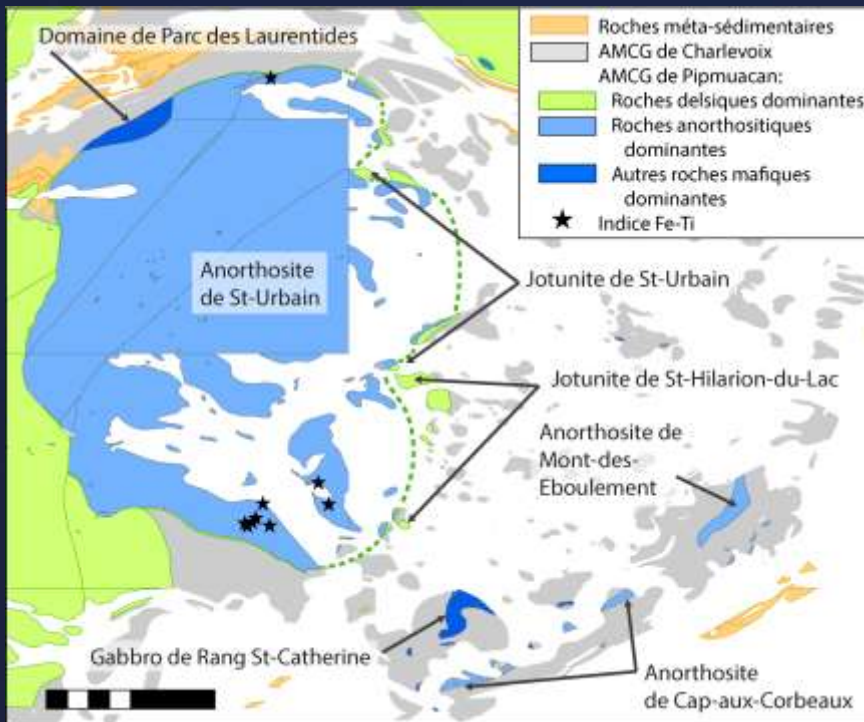 Domaine de Parc des Laurentides
Roches méta-sédimentaires
AMCG de Charlevoix
AMCG de Pipmuacan:
Roches delsiques dominantes
Roches anorthositiques
dominantes
Autres roches mafiques
dominantes
Indice Fe-Ti
Anorthosite
de St-Urbain
Jotunite de St-Urbain
Jotunite de St-Hilarion-du-Lac
Anorthosite de
Mont-des-
Eboulement
Gabbro de Rang St-Catherine
Anorthosite
de Cap-aux-Corbeaux